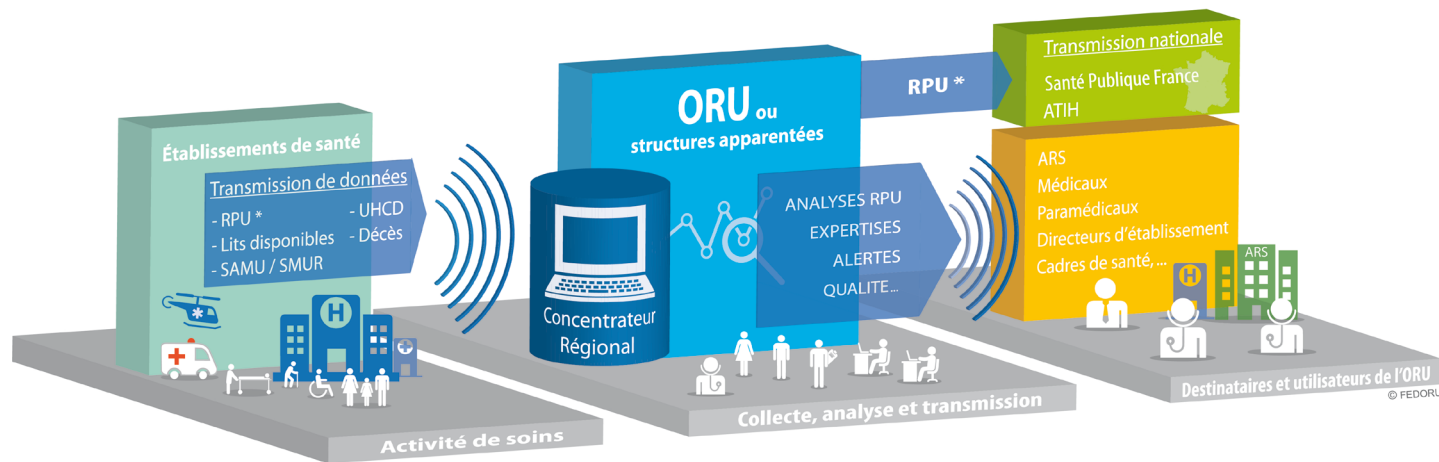 Établissements de santé
Transmission de données
- RPU *
- Lits disponibles
- SAMU / SMUR
- UHCD
- Décès
H
Activité de soins
ORU ou
structures apparentées
Concentrateur
Régional
ANALYSES RPU
EXPERTISES
ALERTES
QUALITE...
Collecte, analyse et transmission
RPU *
Transmission nationale
Santé Publique France
ATIH
ARS
Médicaux
Paramédicaux
Directeurs d'établissement
Cadres de santé, ...
H
ARS
Destinataires et utilisateurs de l'ORU
© FEDORU